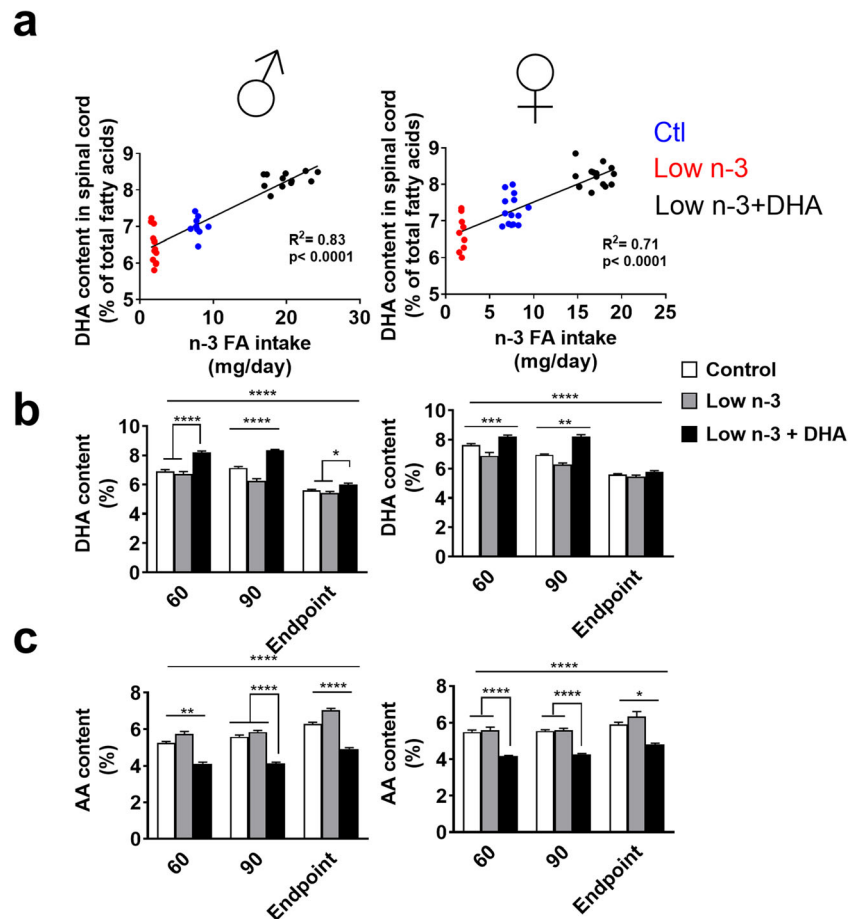 a
DHA content in spinal cord
(% of total fatty acids)
9
8
7
6
5
0
10
20
30
R²= 0.83
p< 0.0001
n-3 FA intake
(mg/day)
DHA content in spinal cord
(% of total fatty acids)
9
8
7
6
5
0
5
10
15
20
25
R²= 0.71
p< 0.0001
n-3 FA intake
(mg/day)
Ctl
Low n-3
Low n-3+DHA
Control
Low n-3
Low n-3 + DHA
b
DHA content
(%)
10
8
6
4
2
0
****
****
****
*
60
90
Endpoint
DHA content
(%)
10
8
6
4
2
0
****
***
**
60
90
Endpoint
c
AA content
(%)
8
6
4
2
0
****
**
****
****
60
90
Endpoint
AA content
(%)
8
6
4
2
0
****
****
****
*
60
90
Endpoint